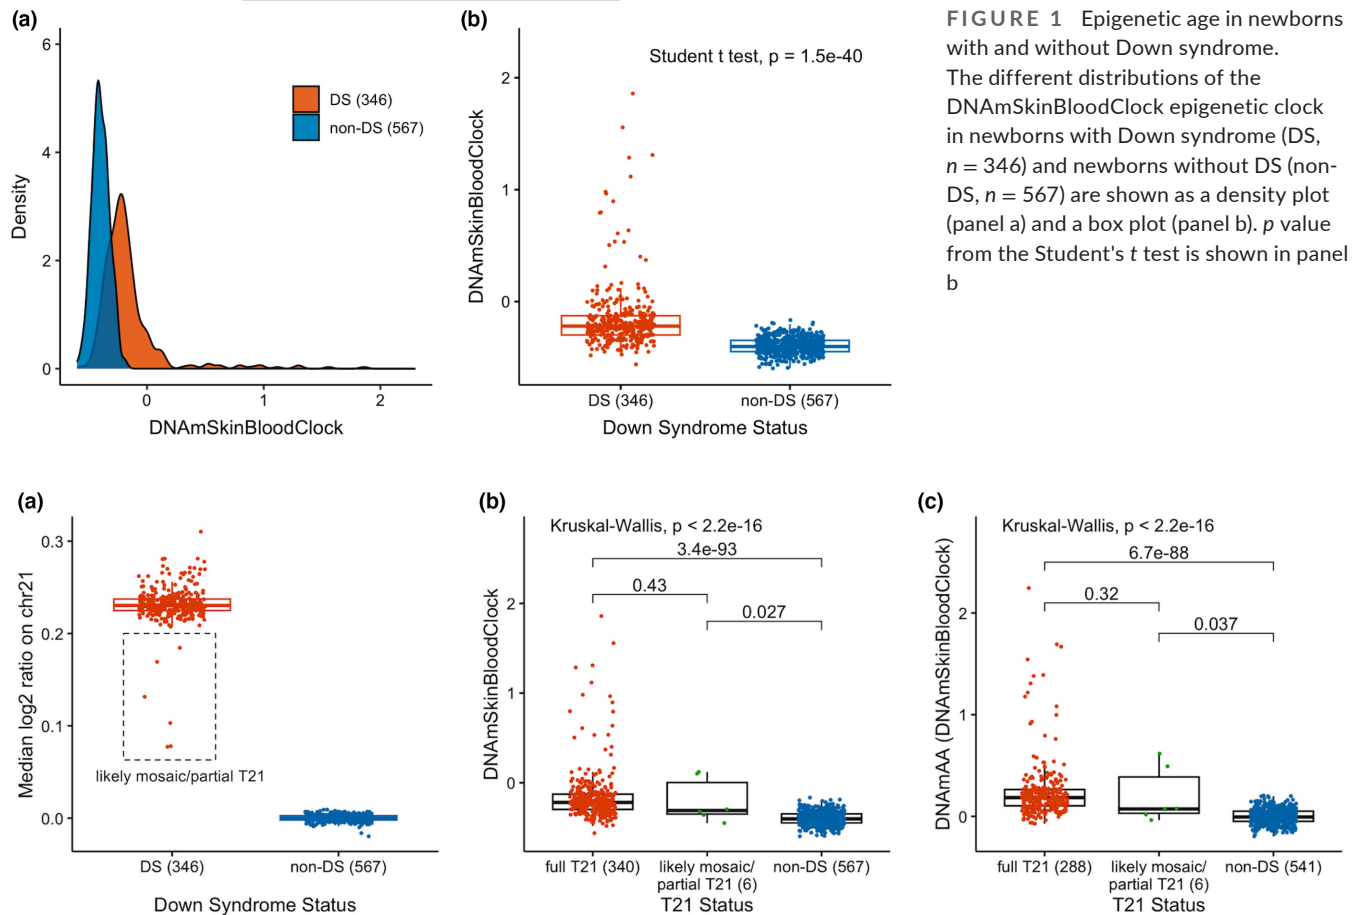 (a)
6
4
2
0
Density
DS (346)
non-DS (567)
0 1 2
DNAmSkinBloodClock
(b)
Student t test, p = 1.5e-40
2
1
0
DNAmSkinBloodClock
DS (346) non-DS (567)
Down Syndrome Status
FIGURE 1 Epigenetic age in newborns
with and without Down syndrome.
The different distributions of the
DNAmSkinBloodClock epigenetic clock
in newborns with Down syndrome (DS,
n = 346) and newborns without DS (non-
DS, n = 567) are shown as a density plot
(panel a) and a box plot (panel b). p value
from the Student's t test is shown in panel
b
(a)
0.3
0.2
0.1
0.0
Median log2 ratio on chr21
likely mosaic/partial T21
DS (346) non-DS (567)
Down Syndrome Status
(b)
Kruskal-Wallis, p < 2.2e-16
3.4e-93
0.43
0.027
2
1
0
DNAmSkinBloodClock
full T21 (340) likely mosaic/ non-DS (567)
partial T21 (6)
T21 Status
(c)
Kruskal-Wallis, p < 2.2e-16
6.7e-88
0.32
0.037
2
1
0
DNAmAA (DNAmSkinBloodClock)
full T21 (288) likely mosaic/ non-DS (541)
partial T21 (6)
T21 Status